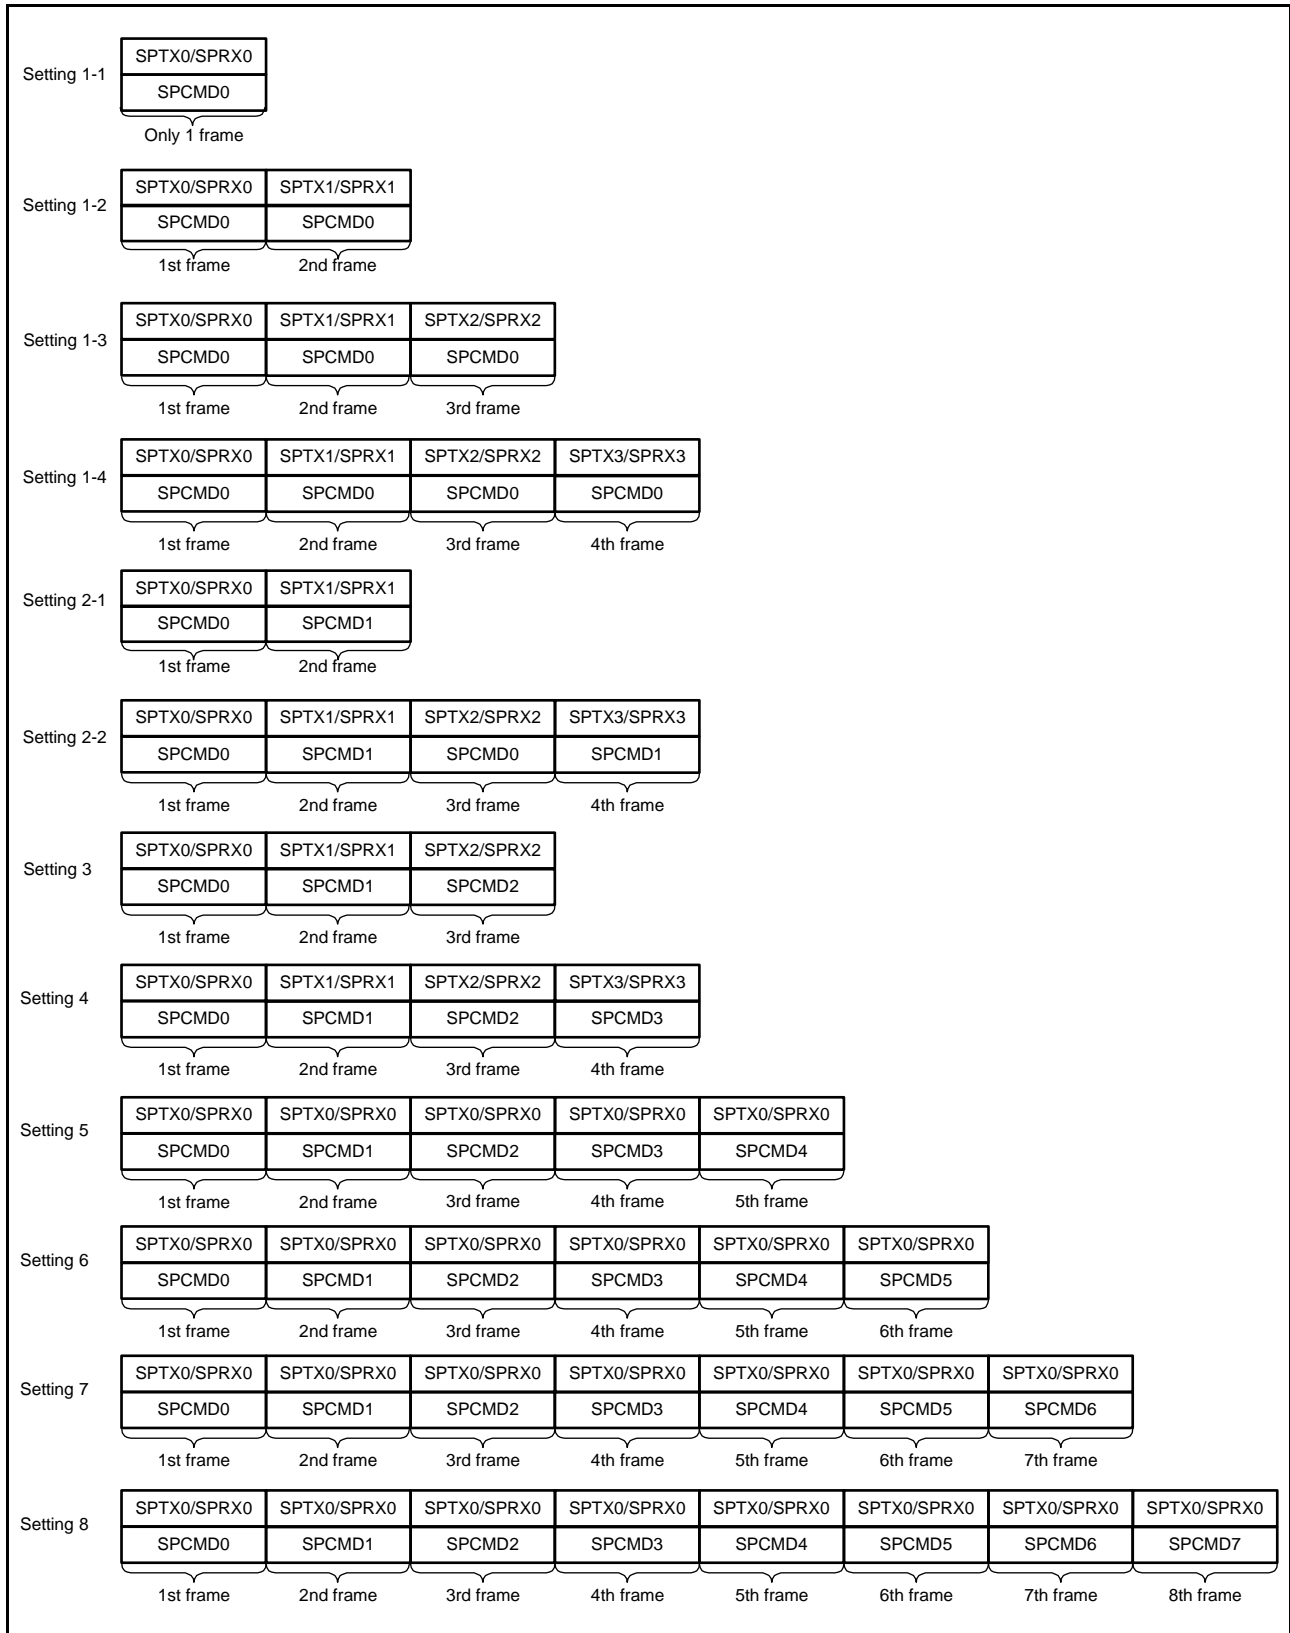 SPTX0/SPRX0
Setting 1-1
SPCMD0
Only 1 frame
SPTX0/SPRX0 SPTX1/SPRX1
Setting 1-2
SPCMD0 SPCMD0
1st frame 2nd frame
SPTX0/SPRX0 SPTX1/SPRX1 SPTX2/SPRX2
Setting 1-3
SPCMD0 SPCMD0 SPCMD0
1st frame 2nd frame 3rd frame
SPTX0/SPRX0 SPTX1/SPRX1 SPTX2/SPRX2 SPTX3/SPRX3
Setting 1-4
SPCMD0 SPCMD0 SPCMD0 SPCMD0
1st frame 2nd frame 3rd frame 4th frame
SPTX0/SPRX0 SPTX1/SPRX1
Setting 2-1
SPCMD0 SPCMD1
1st frame 2nd frame
SPTX0/SPRX0 SPTX1/SPRX1 SPTX2/SPRX2 SPTX3/SPRX3
Setting 2-2
SPCMD0 SPCMD1 SPCMD0 SPCMD1
1st frame 2nd frame 3rd frame 4th frame
SPTX0/SPRX0 SPTX1/SPRX1 SPTX2/SPRX2
Setting 3
SPCMD0 SPCMD1 SPCMD2
1st frame 2nd frame 3rd frame
SPTX0/SPRX0 SPTX1/SPRX1 SPTX2/SPRX2 SPTX3/SPRX3
Setting 4
SPCMD0 SPCMD1 SPCMD2 SPCMD3
1st frame 2nd frame 3rd frame 4th frame
SPTX0/SPRX0 SPTX0/SPRX0 SPTX0/SPRX0 SPTX0/SPRX0 SPTX0/SPRX0
Setting 5
SPCMD0 SPCMD1 SPCMD2 SPCMD3 SPCMD4
1st frame 2nd frame 3rd frame 4th frame 5th frame
SPTX0/SPRX0 SPTX0/SPRX0 SPTX0/SPRX0 SPTX0/SPRX0 SPTX0/SPRX0 SPTX0/SPRX0
Setting 6
SPCMD0 SPCMD1 SPCMD2 SPCMD3 SPCMD4 SPCMD5
1st frame 2nd frame 3rd frame 4th frame 5th frame 6th frame
SPTX0/SPRX0 SPTX0/SPRX0 SPTX0/SPRX0 SPTX0/SPRX0 SPTX0/SPRX0 SPTX0/SPRX0 SPTX0/SPRX0
Setting 7
SPCMD0 SPCMD1 SPCMD2 SPCMD3 SPCMD4 SPCMD5 SPCMD6
1st frame 2nd frame 3rd frame 4th frame 5th frame 6th frame 7th frame
SPTX0/SPRX0 SPTX0/SPRX0 SPTX0/SPRX0 SPTX0/SPRX0 SPTX0/SPRX0 SPTX0/SPRX0 SPTX0/SPRX0 SPTX0/SPRX0
Setting 8
SPCMD0 SPCMD1 SPCMD2 SPCMD3 SPCMD4 SPCMD5 SPCMD6 SPCMD7
1st frame 2nd frame 3rd frame 4th frame 5th frame 6th frame 7th frame 8th frame